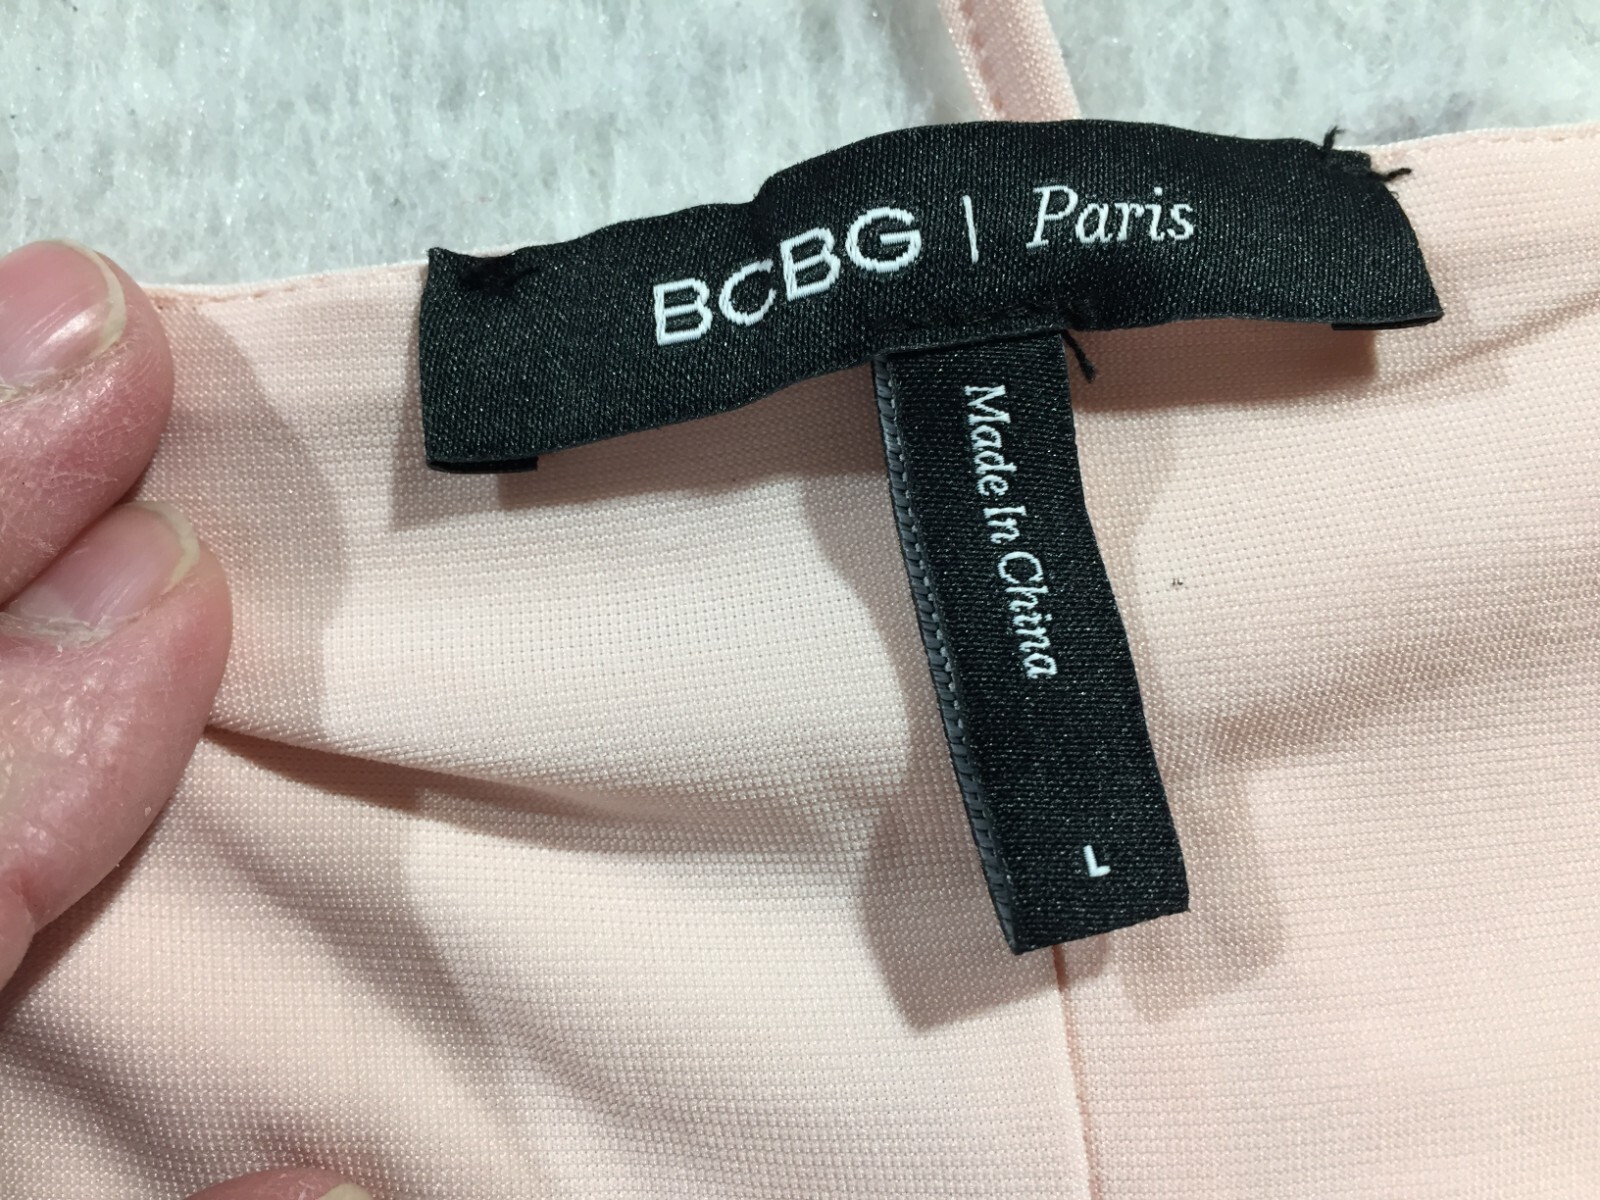 BCBG | Paris
Made In China
L